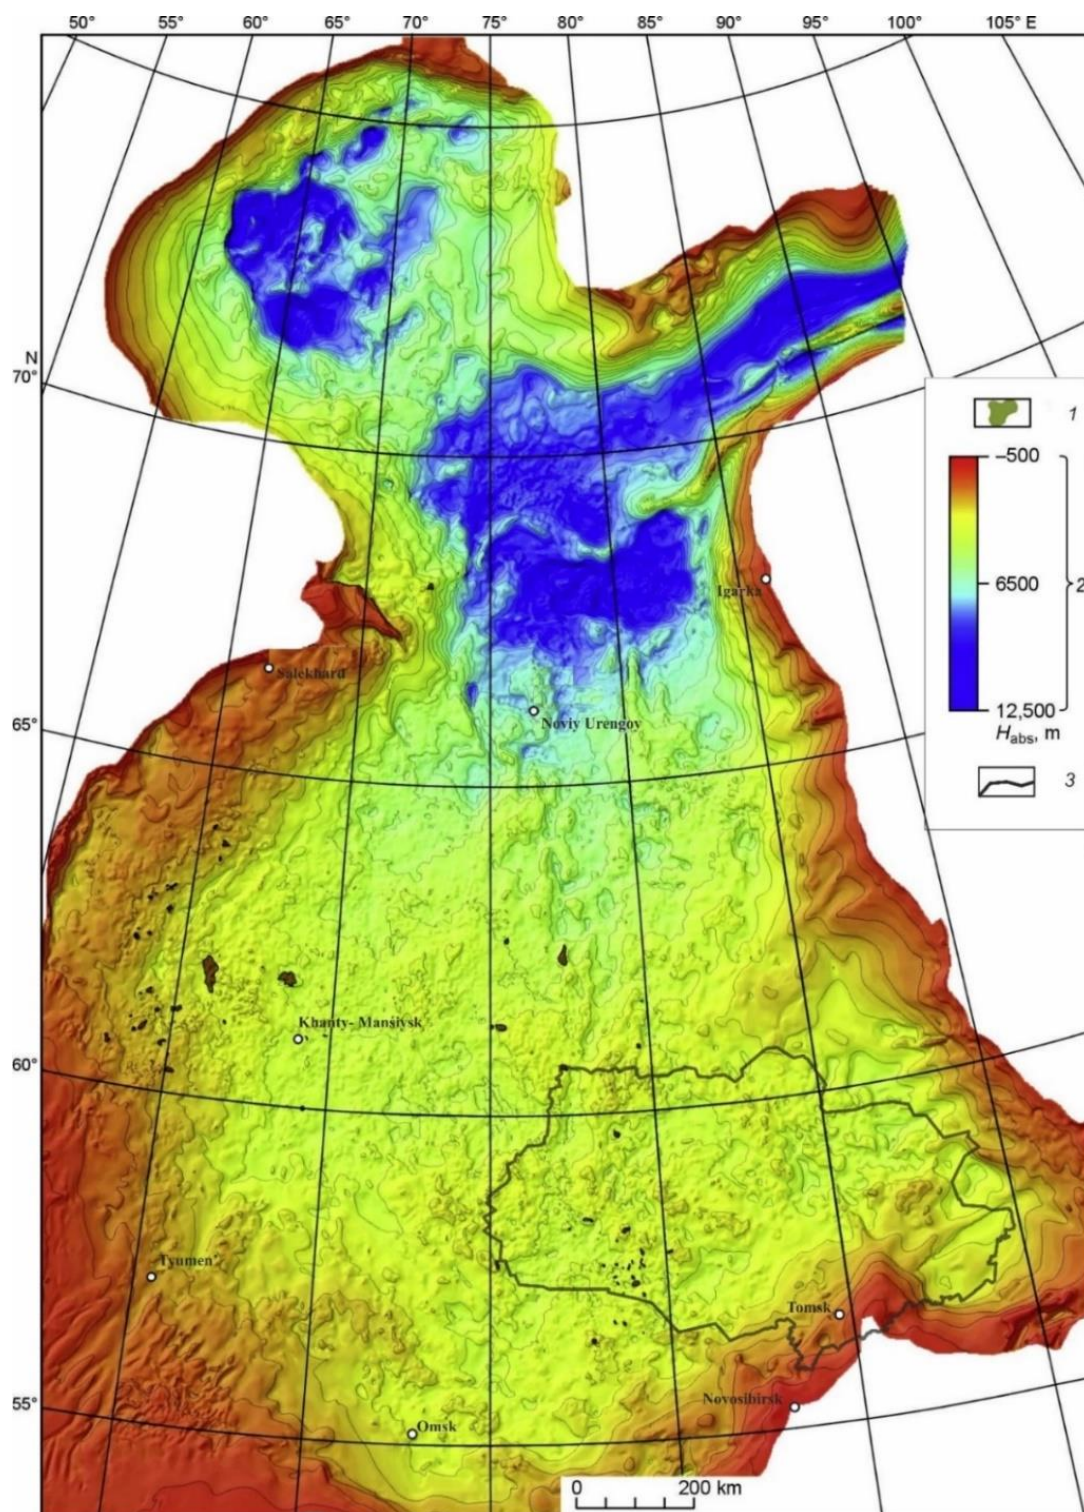 50° 55° 60° 65° 70° 75° 80° 85° 90° 95° 100° 105° E
N
70°
1
–500
6500
2
Igarka
Salekhard
12,500
Noviy Urengoy
65°
Habs, m
3
Khanty- Mansiysk
60°
Tyumen'
Tomsk
Novosibirsk
55°
Omsk
0 200 km